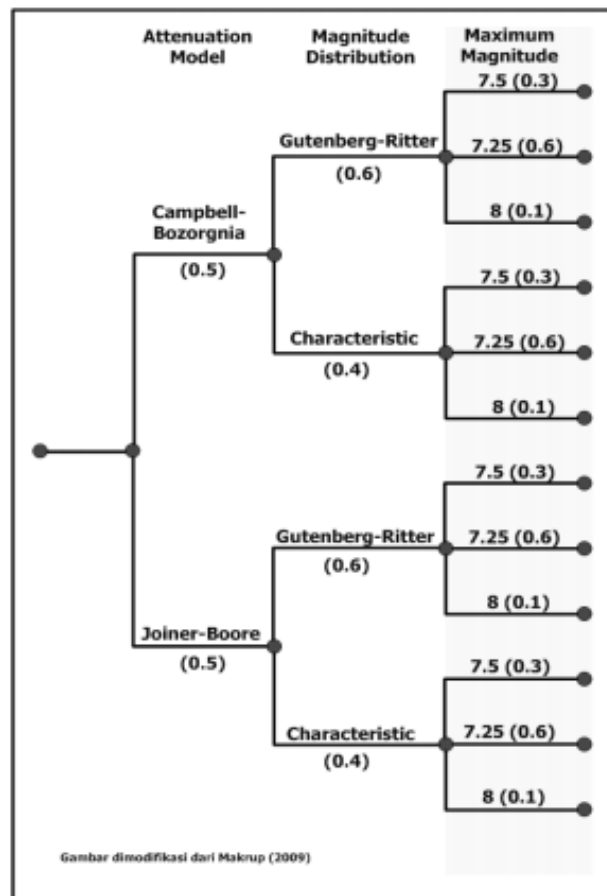 Attenuation Model
Magnitude Distribution
Maximum Magnitude
7.5 (0.3)
Gutenberg-Ritter
7.25 (0.6)
(0.6)
8 (0.1)
Campbell-Bozorgnia
(0.5)
7.5 (0.3)
Characteristic
7.25 (0.6)
(0.4)
8 (0.1)
7.5 (0.3)
Gutenberg-Ritter
7.25 (0.6)
(0.6)
8 (0.1)
Joiner-Boore
(0.5)
7.5 (0.3)
Characteristic
7.25 (0.6)
(0.4)
8 (0.1)
Gambar dimodifikasi dari Makrup (2009)